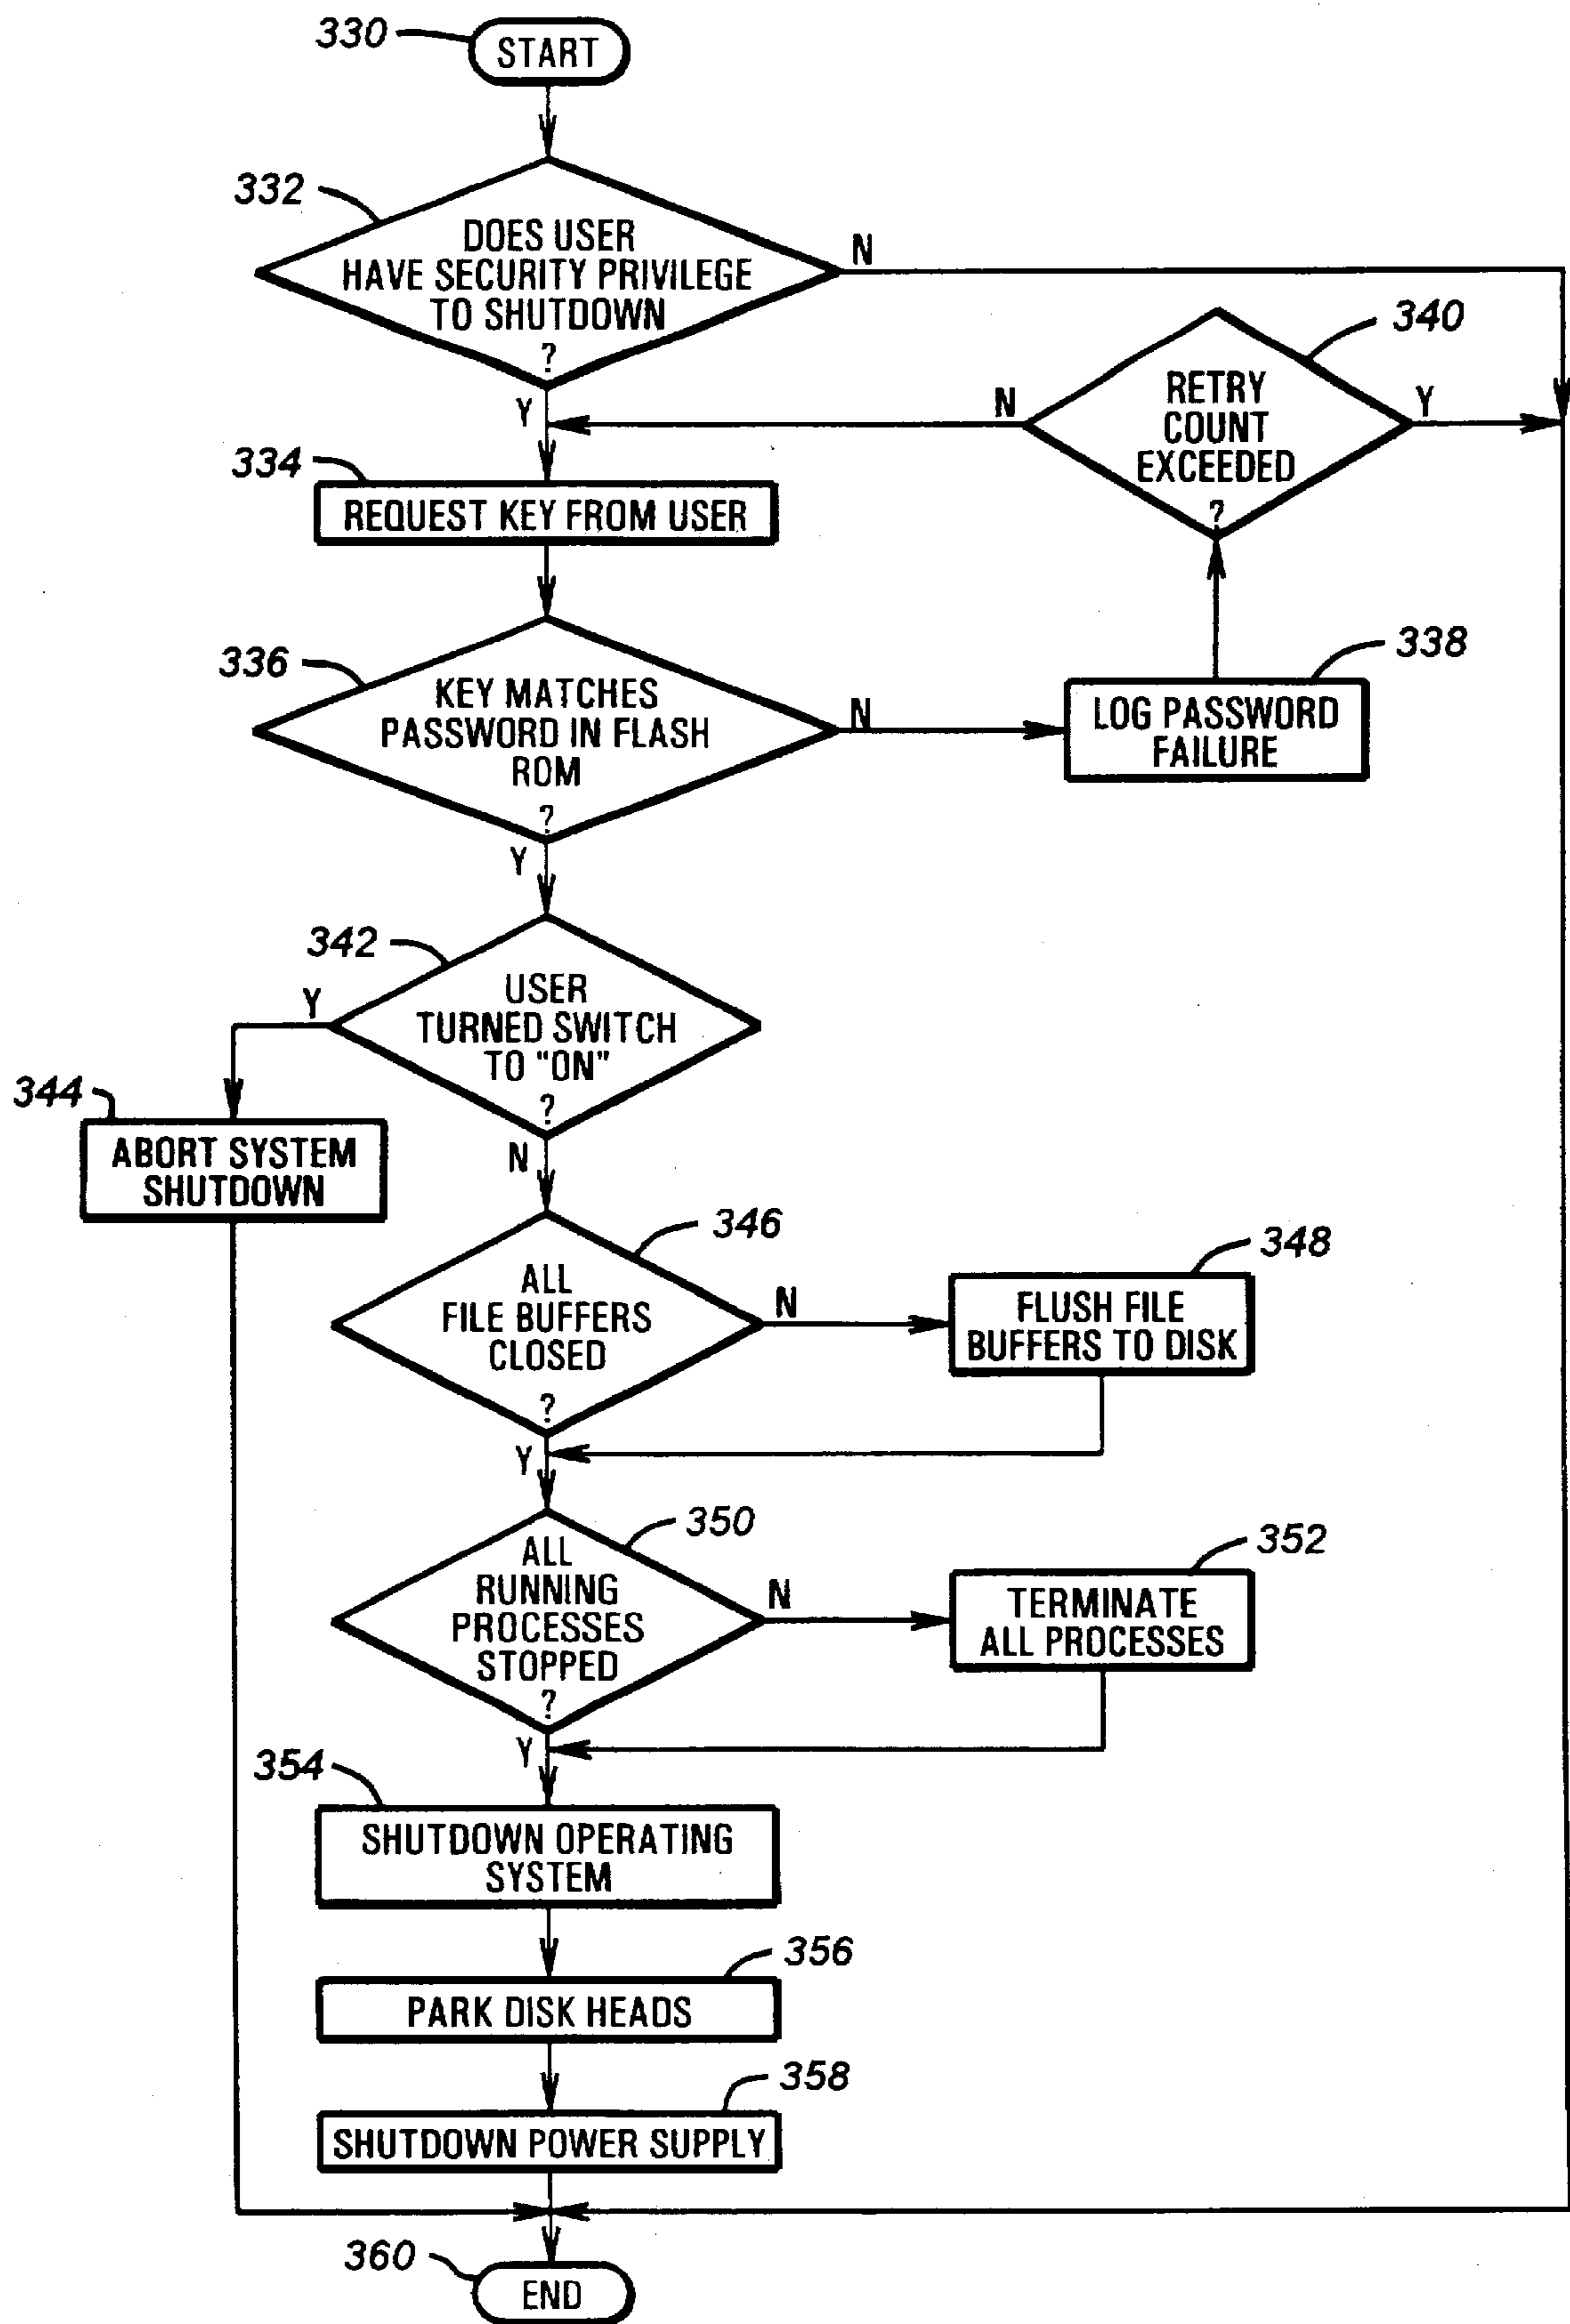 330
START
332
DOES USER
HAVE SECURITY PRIVILEGE
TO SHUTDOWN
?
N
Y
340
RETRY
COUNT
EXCEEDED
?
N
Y
334
REQUEST KEY FROM USER
336
KEY MATCHES
PASSWORD IN FLASH
ROM
?
N
Y
338
LOG PASSWORD
FAILURE
342
USER
TURNED SWITCH
TO "ON"
?
Y
N
344
ABORT SYSTEM
SHUTDOWN
346
ALL
FILE BUFFERS
CLOSED
?
N
Y
348
FLUSH FILE
BUFFERS TO DISK
350
ALL
RUNNING
PROCESSES
STOPPED
?
N
Y
352
TERMINATE
ALL PROCESSES
354
SHUTDOWN OPERATING
SYSTEM
356
PARK DISK HEADS
358
SHUTDOWN POWER SUPPLY
360
END